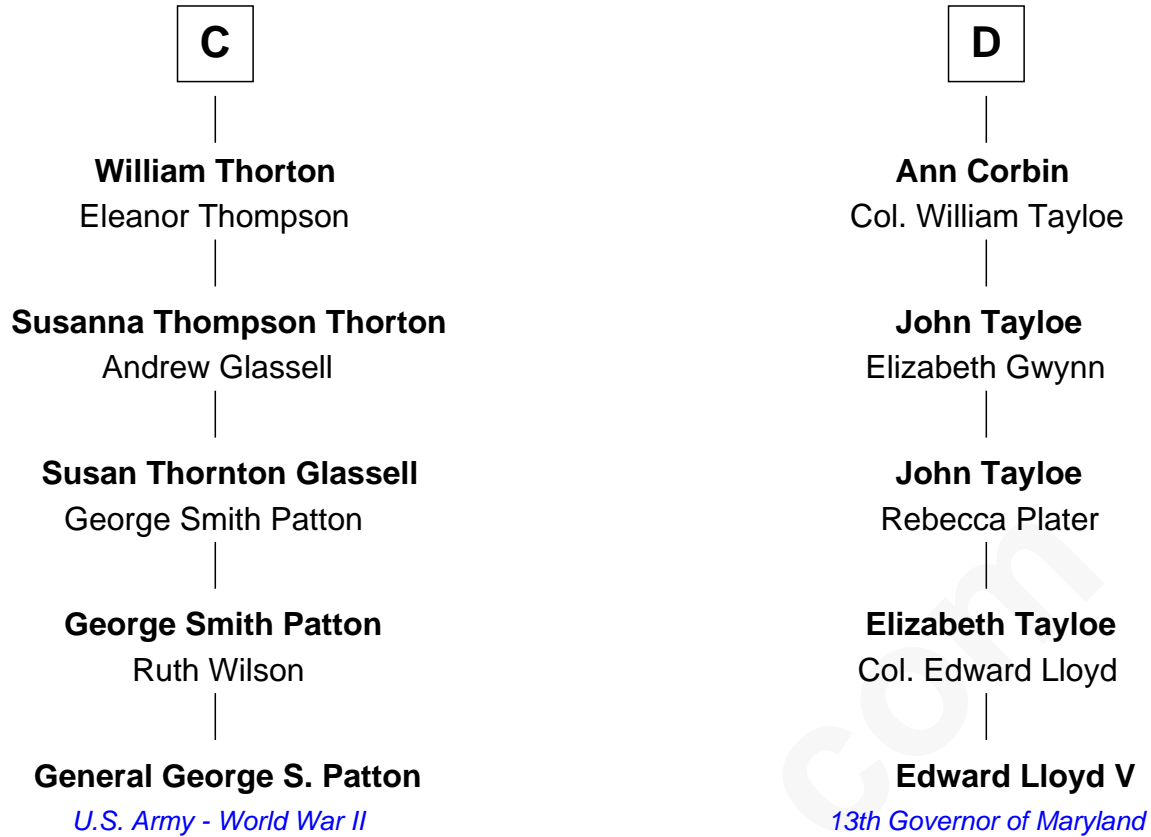 C
William Thorton
Eleanor Thompson
Susanna Thompson Thorton
Andrew Glassell
Susan Thornton Glassell
George Smith Patton
George Smith Patton
Ruth Wilson
General George S. Patton
U.S. Army - World War II
D
Ann Corbin
Col. William Tayloe
John Tayloe
Elizabeth Gwynn
John Tayloe
Rebecca Plater
Elizabeth Tayloe
Col. Edward Lloyd
Edward Lloyd V
13th Governor of Maryland
com